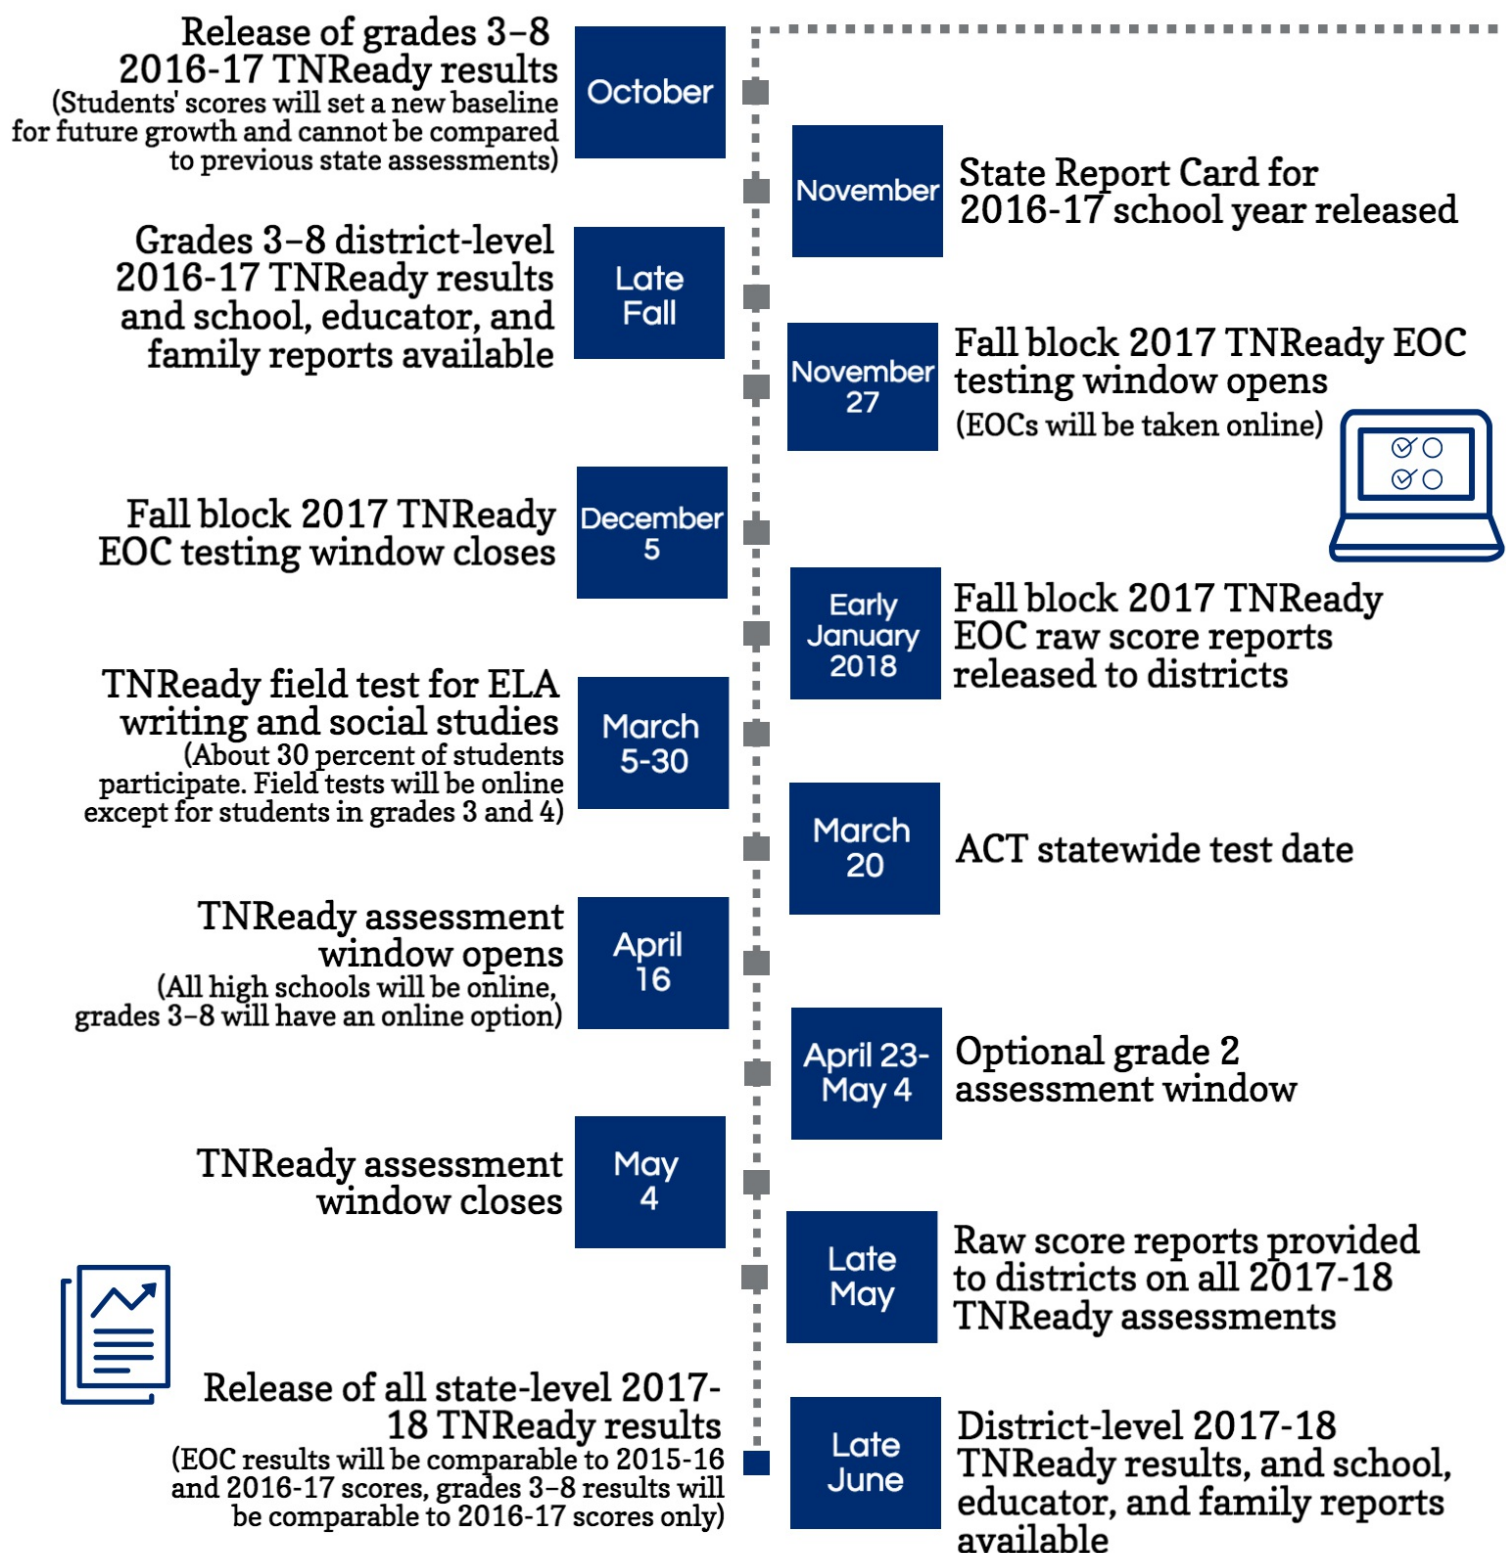 Release of grades 3–8
2016-17 TNReady results
(Students' scores will set a new baseline
for future growth and cannot be compared
to previous state assessments)
October
November
State Report Card for
2016-17 school year released
Grades 3–8 district-level
2016-17 TNReady results
and school, educator, and
family reports available
Late
Fall
November
27
Fall block 2017 TNReady EOC
testing window opens
(EOCs will be taken online)
Fall block 2017 TNReady
EOC testing window closes
December
5
Early
January
2018
Fall block 2017 TNReady
EOC raw score reports
released to districts
TNReady field test for ELA
writing and social studies
(About 30 percent of students
participate. Field tests will be online
except for students in grades 3 and 4)
March
5-30
March
20
ACT statewide test date
TNReady assessment
window opens
(All high schools will be online,
grades 3–8 will have an online option)
April
16
April 23-
May 4
Optional grade 2
assessment window
TNReady assessment
window closes
May
4
Late
May
Raw score reports provided
to districts on all 2017-18
TNReady assessments
Release of all state-level 2017-
18 TNReady results
(EOC results will be comparable to 2015-16
and 2016-17 scores, grades 3–8 results will
be comparable to 2016-17 scores only)
Late
June
District-level 2017-18
TNReady results, and school,
educator, and family reports
available